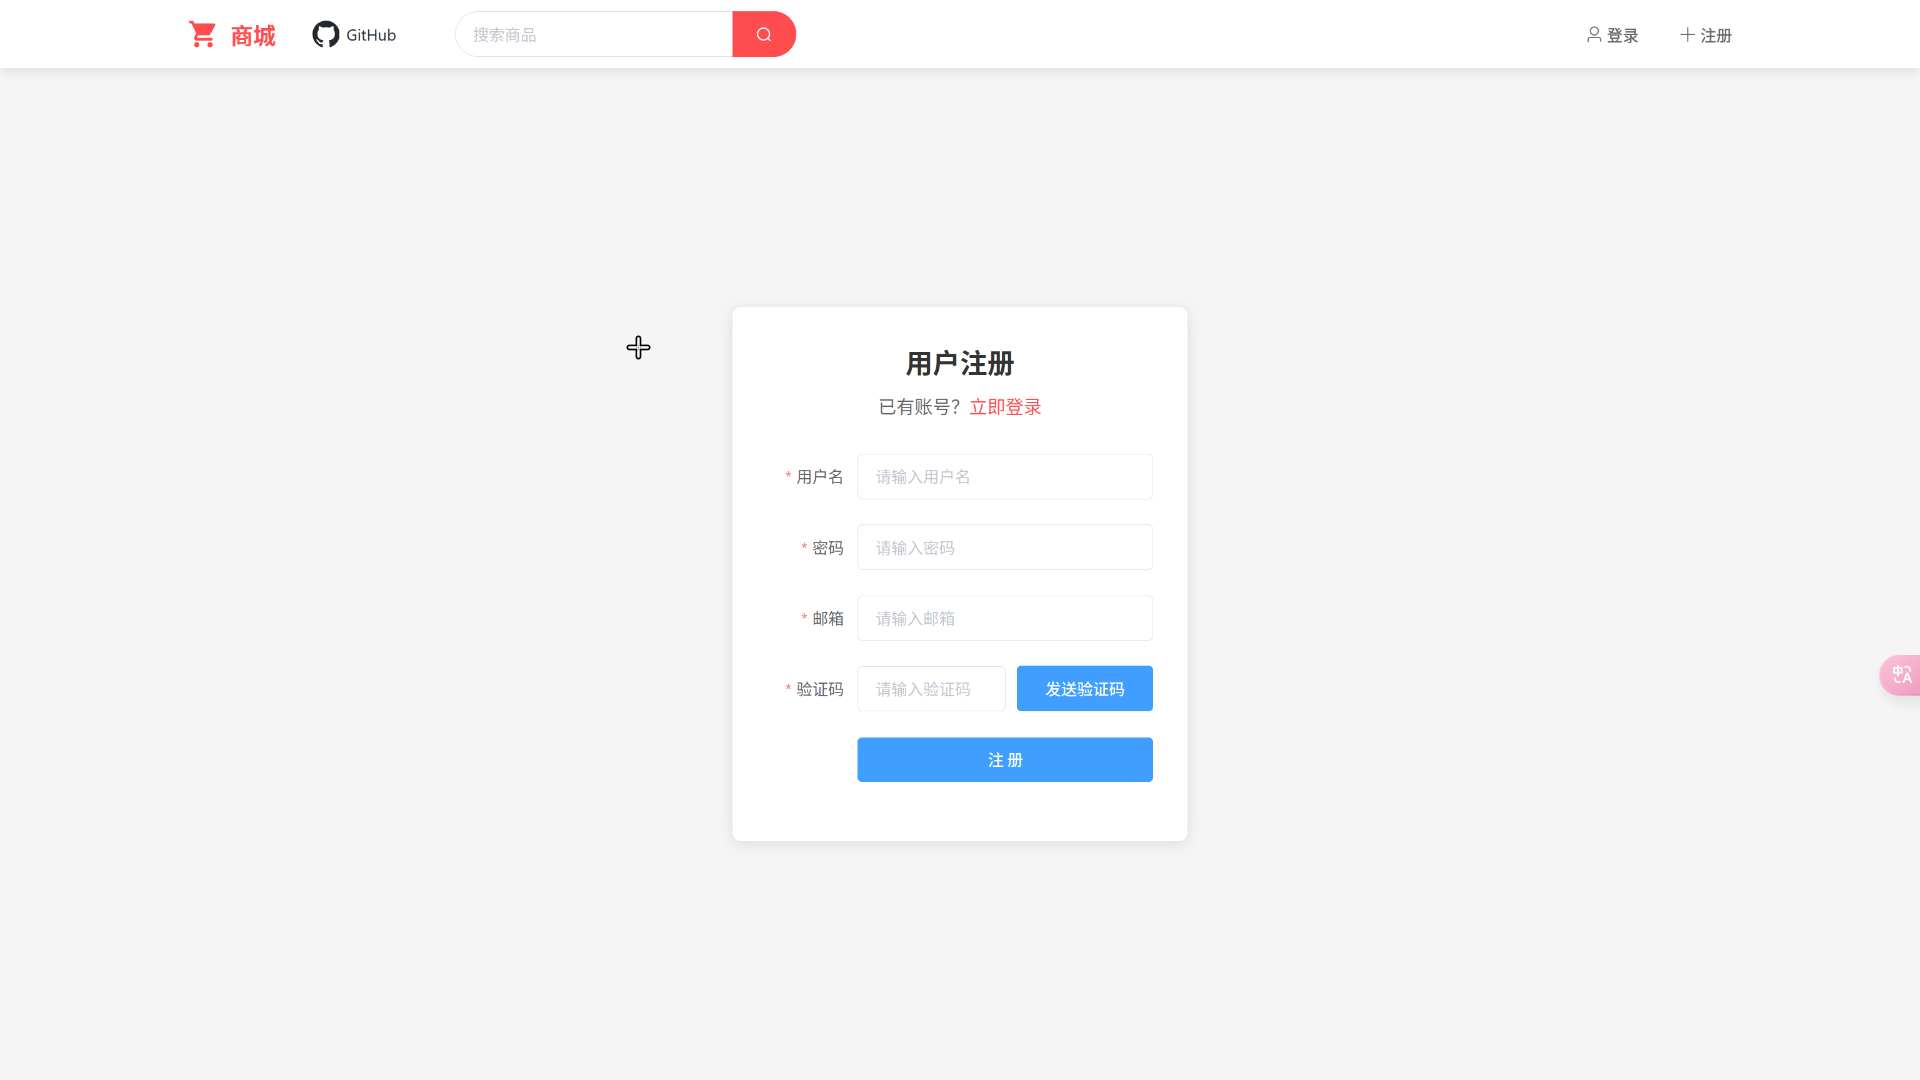 商城
GitHub
搜索商品
登录
注册
用户注册
已有账号？立即登录
* 用户名
请输入用户名
* 密码
请输入密码
* 邮箱
请输入邮箱
* 验证码
请输入验证码
发送验证码
注 册
中A